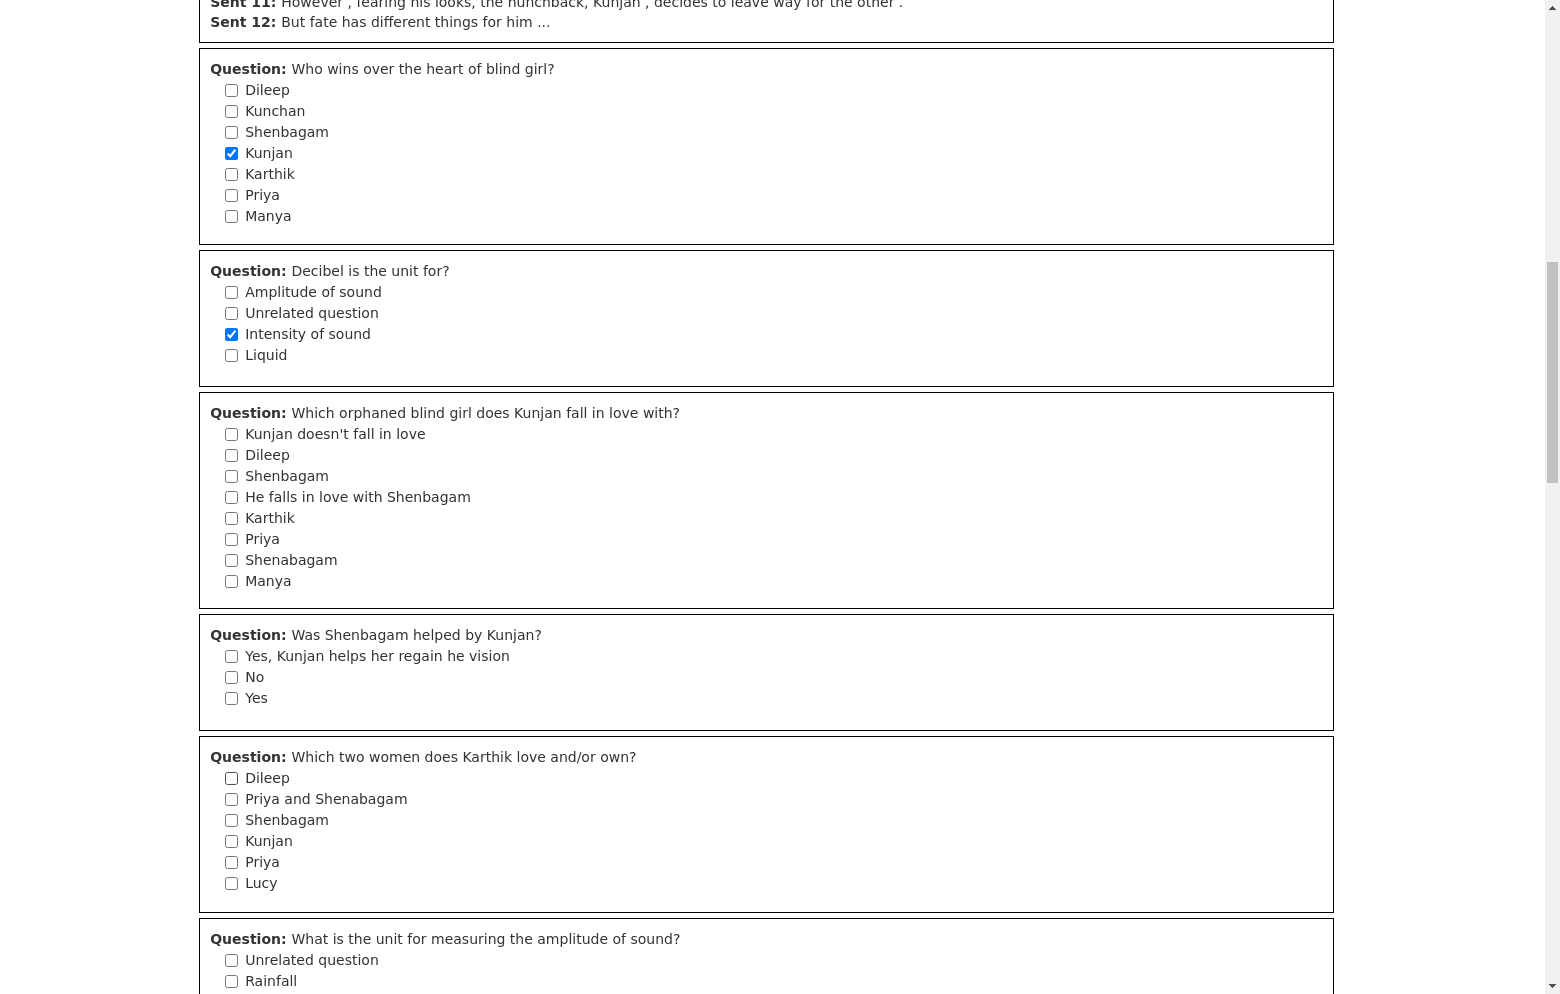 Sent 11: However , fearing his looks, the hunchback, Kunjan , decides to leave way for the other .
Sent 12: But fate has different things for him ...
Question: Who wins over the heart of blind girl?
Dileep
Kunchan
Shenbagam
Kunjan
Karthik
Priya
Manya
Question: Decibel is the unit for?
Amplitude of sound
Unrelated question
Intensity of sound
Liquid
Question: Which orphaned blind girl does Kunjan fall in love with?
Kunjan doesn't fall in love
Dileep
Shenbagam
He falls in love with Shenbagam
Karthik
Priya
Shenabagam
Manya
Question: Was Shenbagam helped by Kunjan?
Yes, Kunjan helps her regain he vision
No
Yes
Question: Which two women does Karthik love and/or own?
Dileep
Priya and Shenabagam
Shenbagam
Kunjan
Priya
Lucy
Question: What is the unit for measuring the amplitude of sound?
Unrelated question
Rainfall